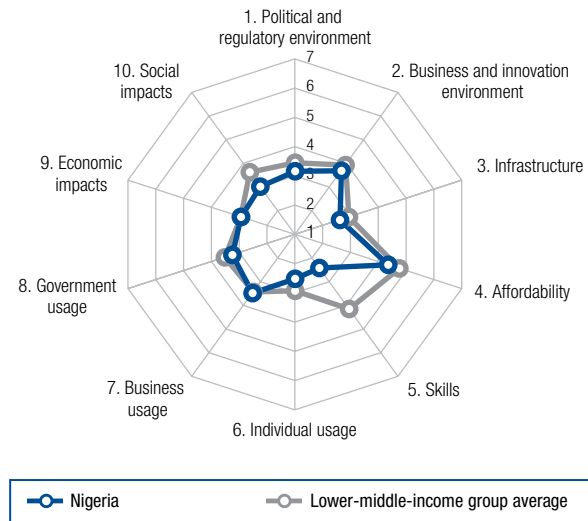 1. Political and
regulatory environment
10. Social
impacts
2. Business and innovation
environment
9. Economic
impacts
3. Infrastructure
7
6
5
4
3
2
1
8. Government
usage
4. Affordability
7. Business
usage
5. Skills
6. Individual usage
Nigeria
Lower-middle-income group average